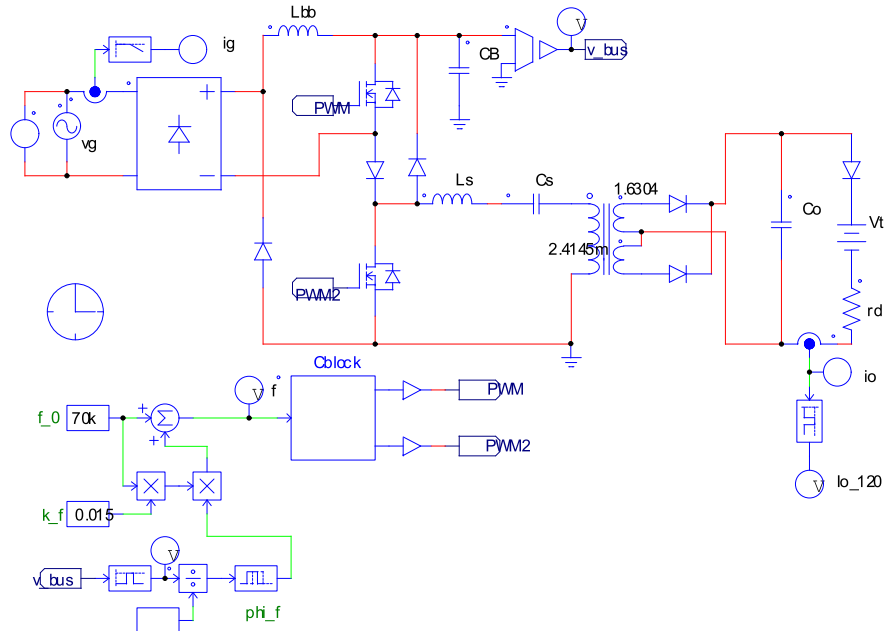 Lbb
V
ig
CB
v_bus
+
PWM
vg
−
Ls
Cs
1.6304
Co
Vt
2.4145m
PWM2
rd
Cblock
io
V
f
PWM
f_0
70k
+
Σ
+
PWM2
V
Io_120
k_f
0.015
V
v_bus
÷
phi_f